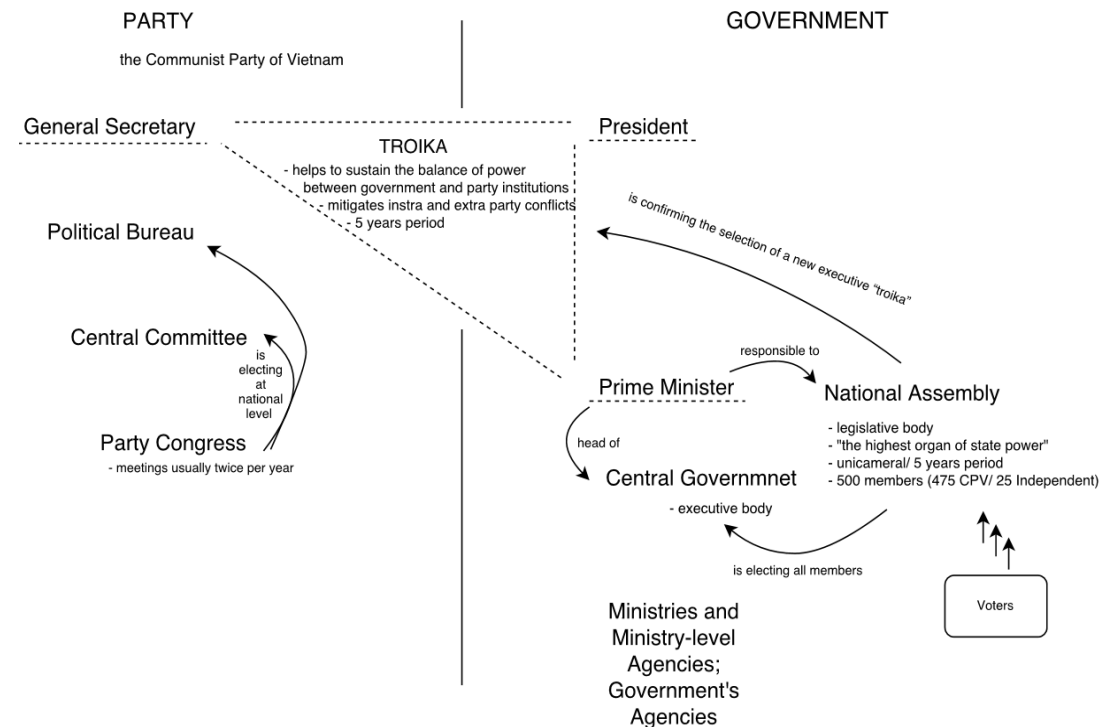 PARTY
GOVERNMENT
the Communist Party of Vietnam
General Secretary
President
TROIKA
- helps to sustain the balance of power
between government and party institutions
- mitigates instra and extra party conflicts
- 5 years period
is confirming the selection of a new executive "troika"
Political Bureau
Central Committee
is
electing
at
national
level
Party Congress
- meetings usually twice per year
responsible to
Prime Minister
National Assembly
- legislative body
- "the highest organ of state power"
- unicameral/ 5 years period
- 500 members (475 CPV/ 25 Independent)
head of
Central Governmnet
- executive body
is electing all members
Voters
Ministries and
Ministry-level
Agencies;
Government's
Agencies